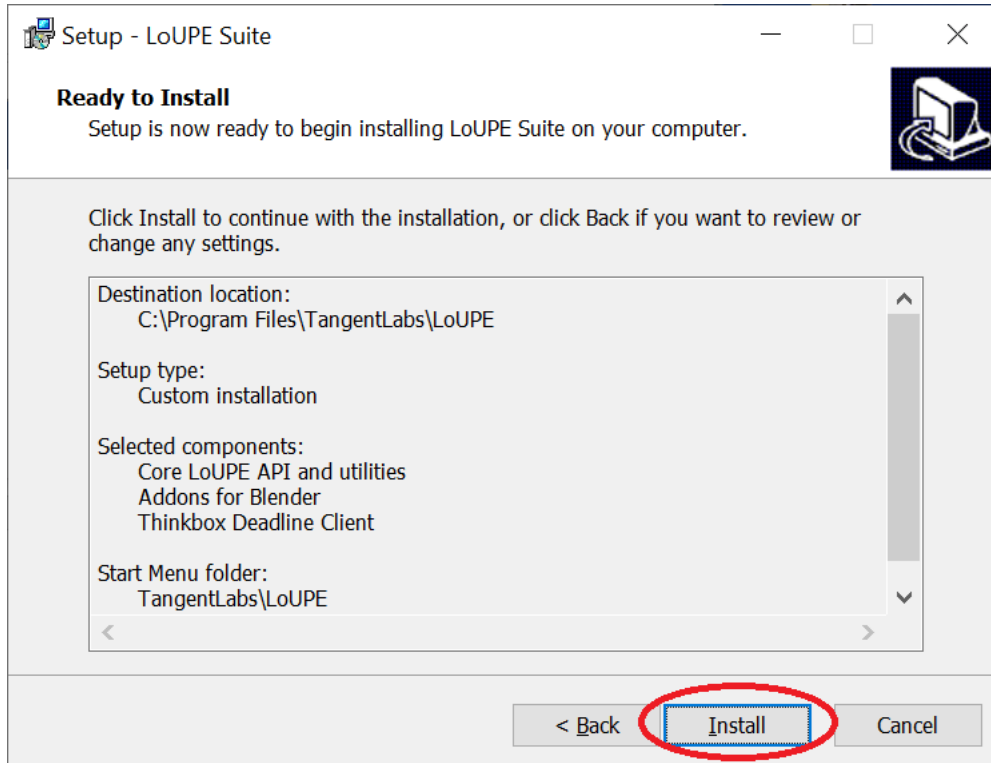 Setup - LoUPE Suite
Ready to Install
Setup is now ready to begin installing LoUPE Suite on your computer.
Click Install to continue with the installation, or click Back if you want to review or
change any settings.
Destination location:
C:\Program Files\TangentLabs\LoUPE
Setup type:
Custom installation
Selected components:
Core LoUPE API and utilities
Addons for Blender
Thinkbox Deadline Client
Start Menu folder:
TangentLabs\LoUPE
< Back
Install
Cancel